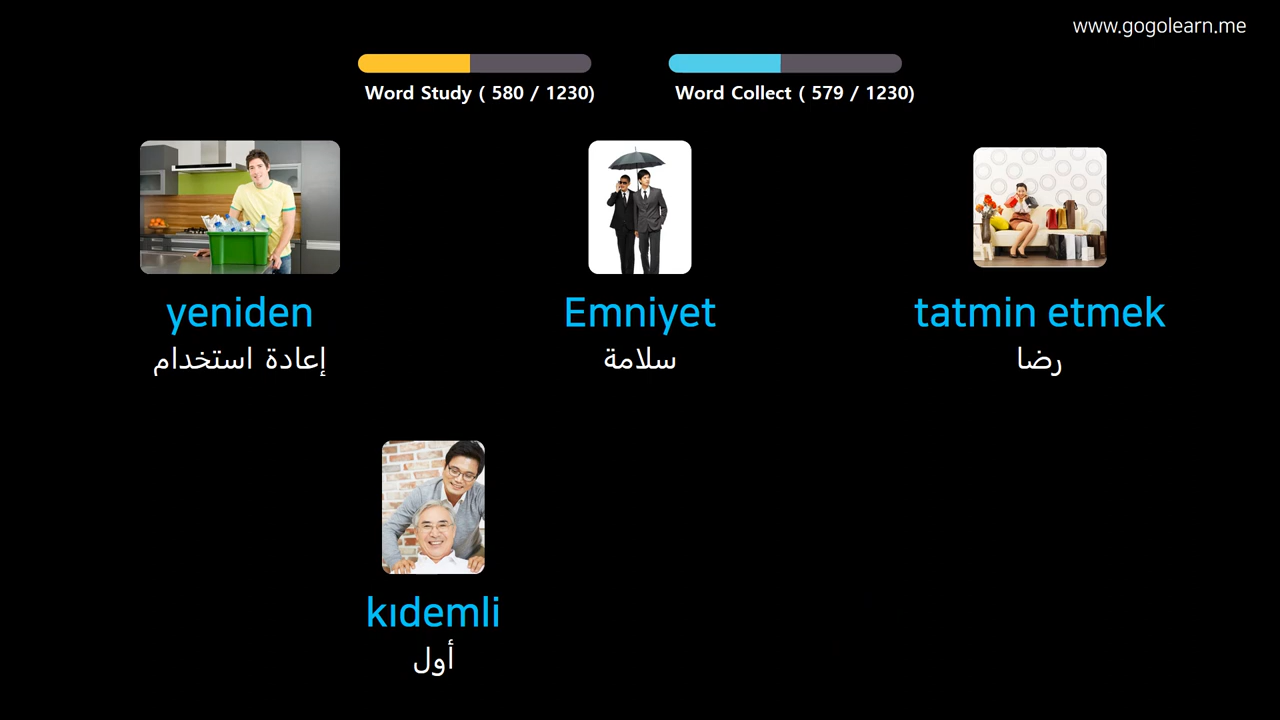 www.gogolearn.me
Word Study ( 580 / 1230)
Word Collect ( 579 / 1230)
yeniden
إعادة استخدام
Emniyet
سلامة
tatmin etmek
رضا
kıdemli
أول